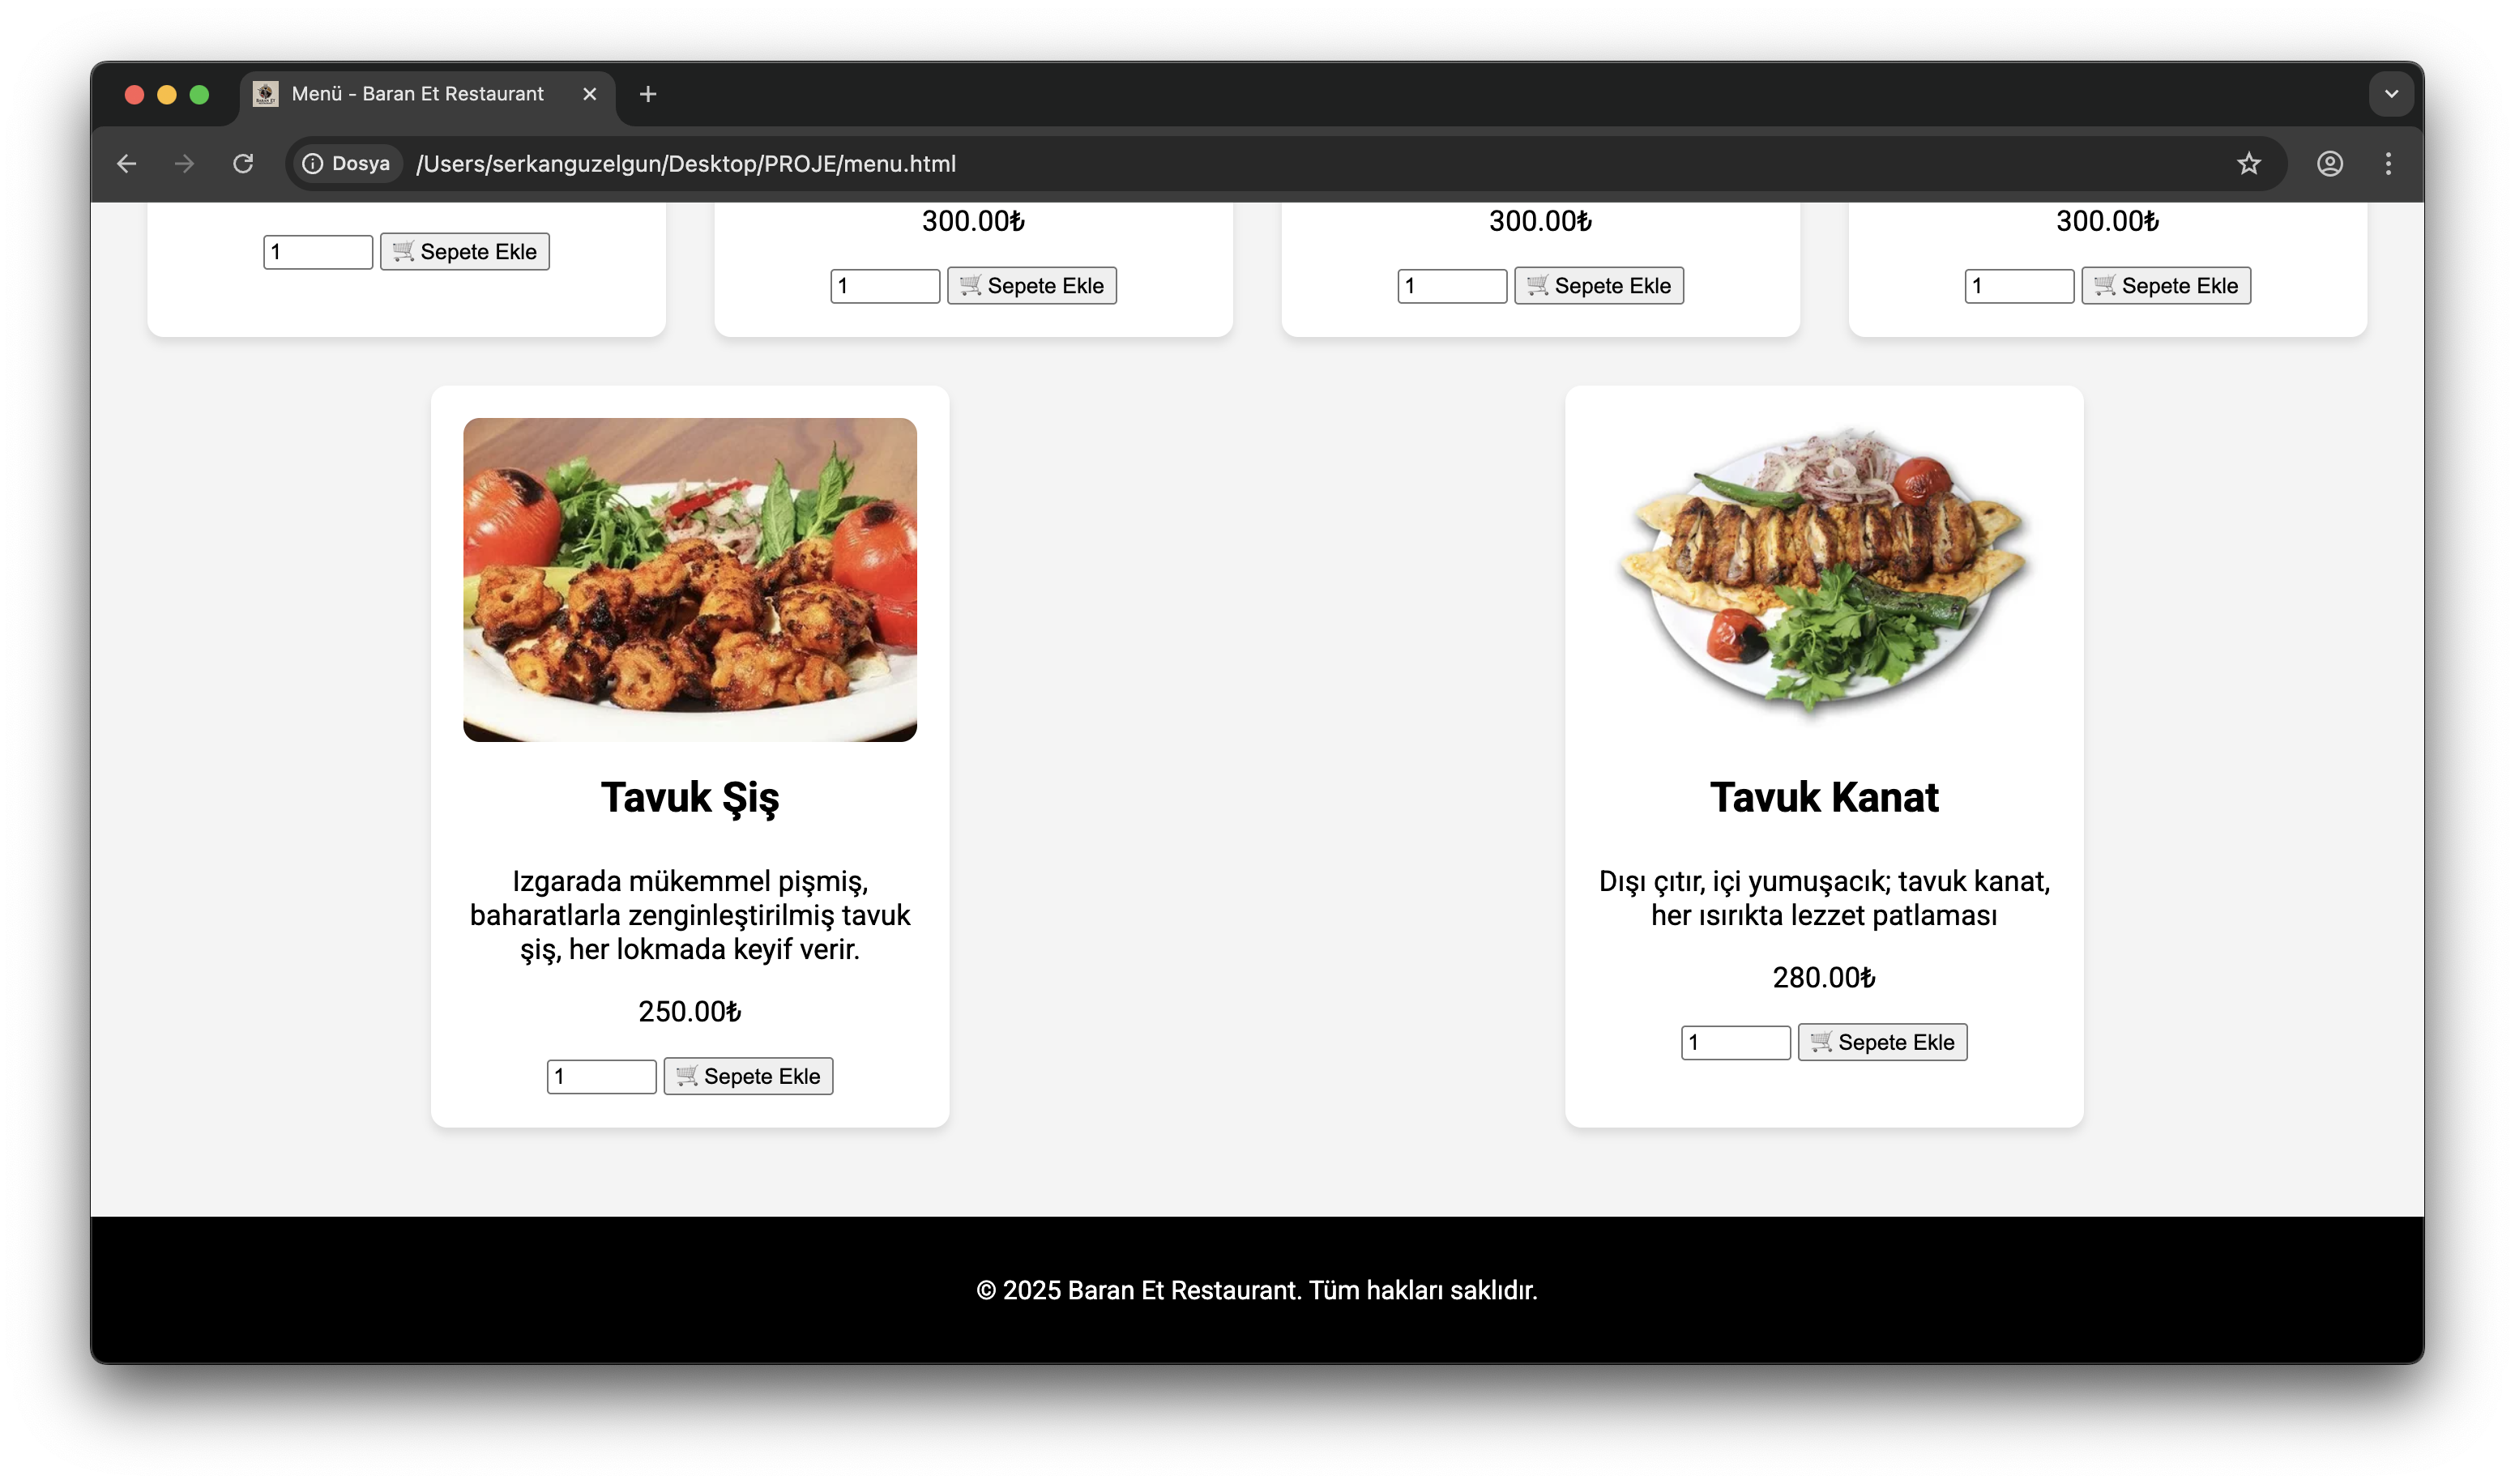 Menü - Baran Et Restaurant
Dosya /Users/serkanguzelgun/Desktop/PROJE/menu.html
1 Sepete Ekle
300.00₺
1 Sepete Ekle
300.00₺
1 Sepete Ekle
300.00₺
1 Sepete Ekle
Tavuk Şiş
Izgarada mükemmel pişmiş,
baharatlarla zenginleştirilmiş tavuk
şiş, her lokmada keyif verir.
250.00₺
1 Sepete Ekle
Tavuk Kanat
Dışı çıtır, içi yumuşacık; tavuk kanat,
her ısırıkta lezzet patlaması
280.00₺
1 Sepete Ekle
© 2025 Baran Et Restaurant. Tüm hakları saklıdır.